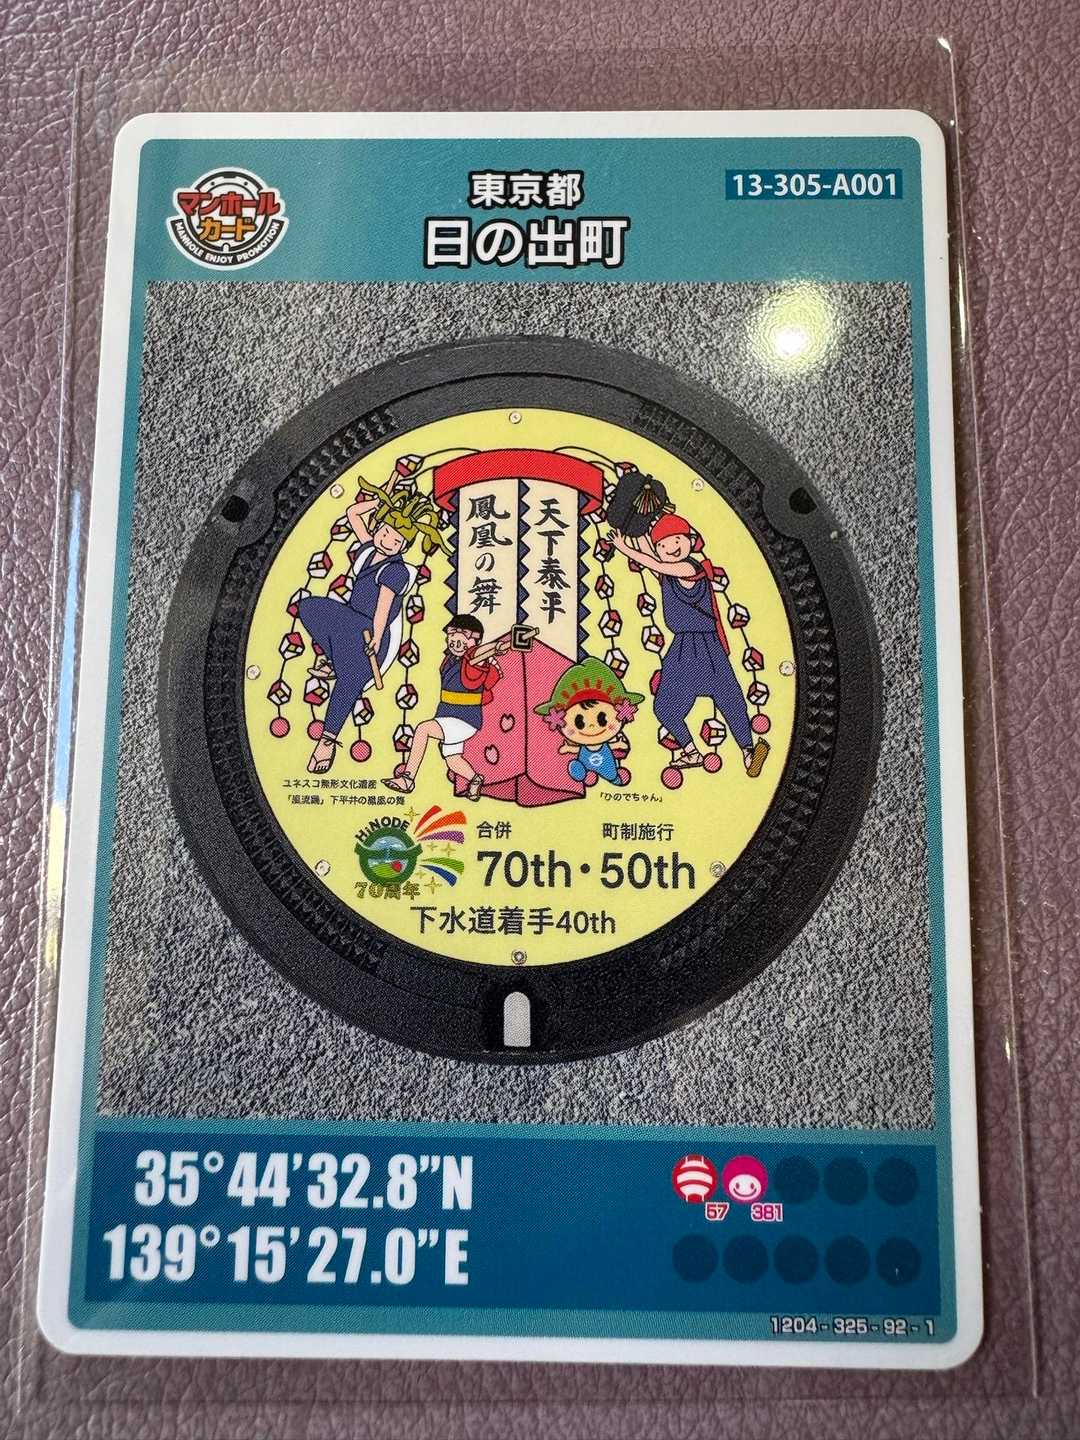 マンホール
カード
MANHOLE ENJOY PROMOTION
東京都
日の出町
13-305-A001
天下泰平
鳳凰の舞
ユネスコ無形文化遺産
「風流踊」下平井の鳳凰の舞
「ひのでちゃん」
HiNODE
70周年
合併
町制施行
70th・50th
下水道着手40th
35°44’32.8”N
139°15’27.0”E
57
381
1204-325-92-1